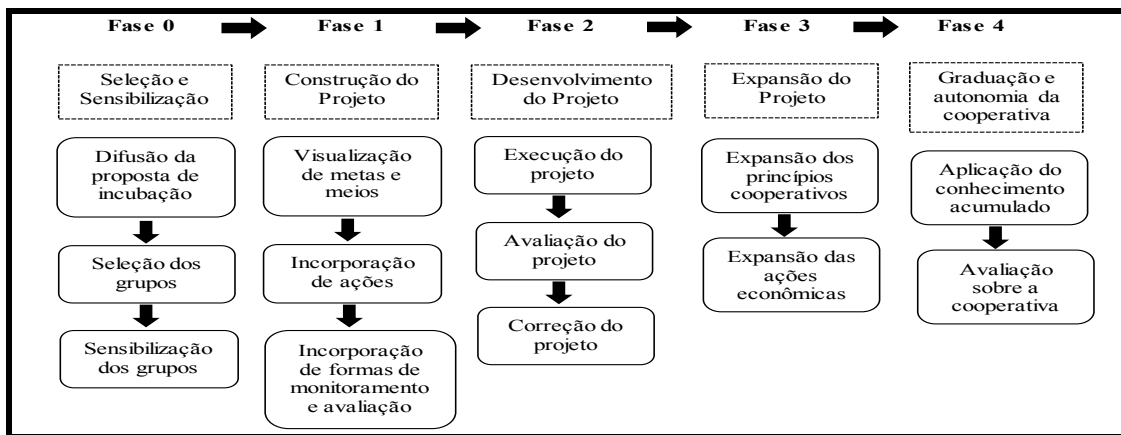 Fase 0
Fase 1
Fase 2
Fase 3
Fase 4
Seleção e
Sensibilização
Construção do
Projeto
Desenvolvimento
do Projeto
Expansão do
Projeto
Graduação e
autonomia da
cooperativa
Difusão da
proposta de
incubação
Seleção dos
grupos
Sensibilização
dos grupos
Visualização
de metas e
meios
Incorporação
de ações
Incorporação
de formas de
monitoramento
e avaliação
Execução do
projeto
Avaliação do
projeto
Correção do
projeto
Expansão dos
princípios
cooperativos
Expansão das
ações
econômicas
Aplicação do
conhecimento
acumulado
Avaliação
sobre a
cooperativa